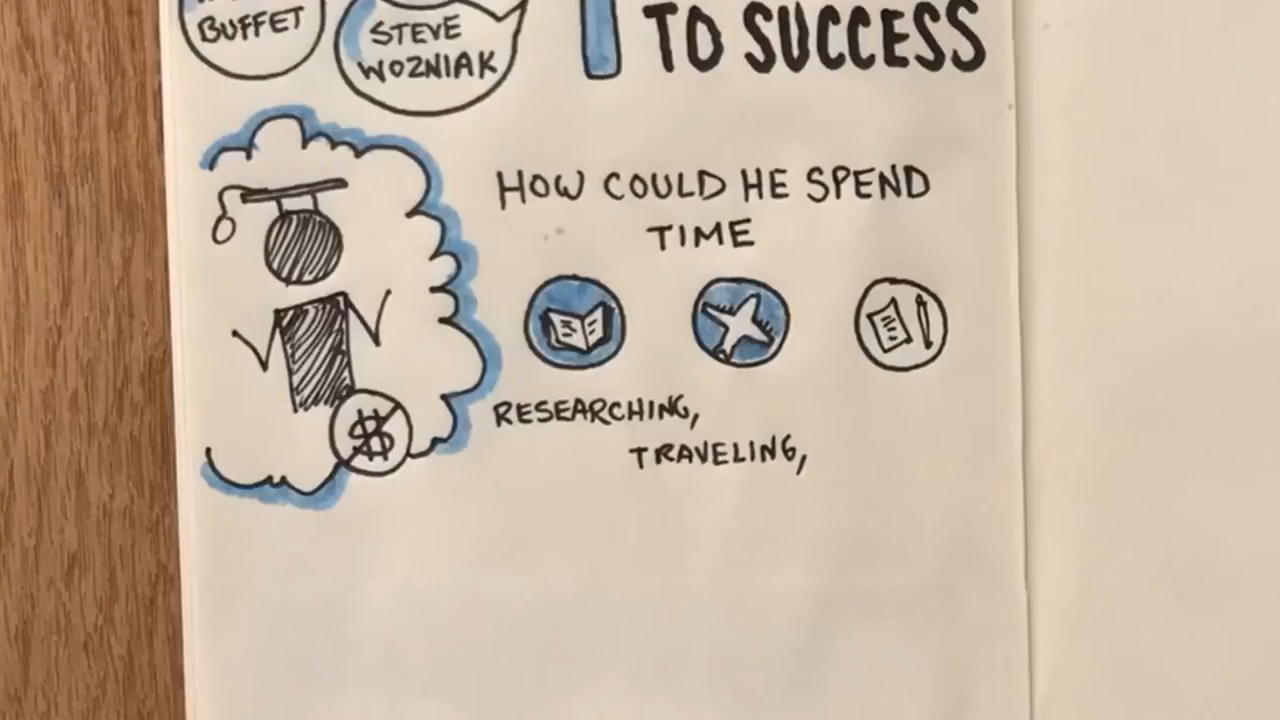 BUFFET
STEVE
WOZNIAK
TO SUCCESS
HOW COULD HE SPEND
TIME
$
RESEARCHING,
TRAVELING,